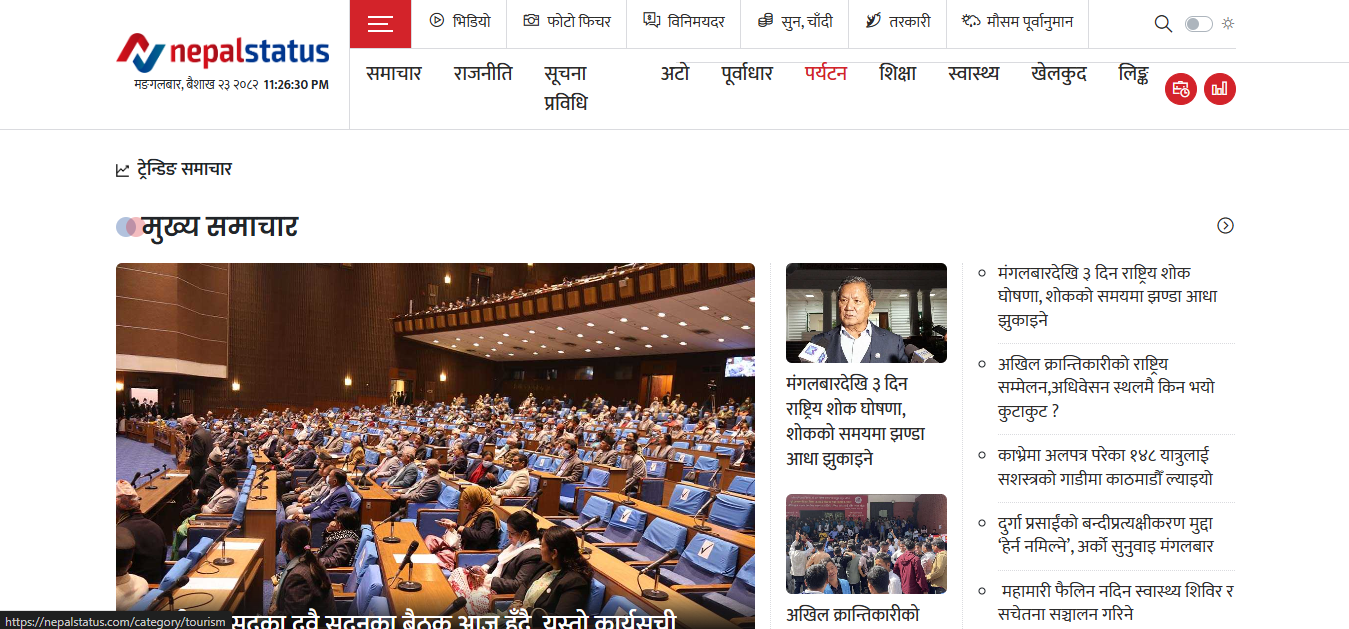 भिडियो
फोटो फिचर
विनिमयदर
सुन, चाँदी
तरकारी
मौसम पूर्वानुमान
nepalstatus
मङगलबार, बैशाख २३ २०८२ 11:26:30 PM
समाचार
राजनीति
सूचना
प्रविधि
अटो
पूर्वाधार
पर्यटन
शिक्षा
स्वास्थ्य
खेलकुद
लिङ्क
ट्रेन्डिङ समाचार
मुख्य समाचार
सदका दुवै सदनका बैठक आज हुँदै, यस्तो कार्यसूची
मंगलबारदेखि ३ दिन
राष्ट्रिय शोक घोषणा,
शोकको समयमा झण्डा
आधा झुकाइने
अखिल क्रान्तिकारीको
मंगलबारदेखि ३ दिन राष्ट्रिय शोक
घोषणा, शोकको समयमा झण्डा आधा
झुकाइने
अखिल क्रान्तिकारीको राष्ट्रिय
सम्मेलन,अधिवेसन स्थलमै किन भयो
कुटाकुट ?
काभ्रेमा अलपत्र परेका १४८ यात्रुलाई
सशस्त्रको गाडीमा काठमाडौँ ल्याइयो
दुर्गा प्रसाईंको बन्दीप्रत्यक्षीकरण मुद्दा
‘हेर्न नमिल्ने’, अर्को सुनुवाइ मंगलबार
महामारी फैलिन नदिन स्वास्थ्य शिविर र
सचेतना सञ्चालन गरिने
https://nepalstatus.com/category/tourism